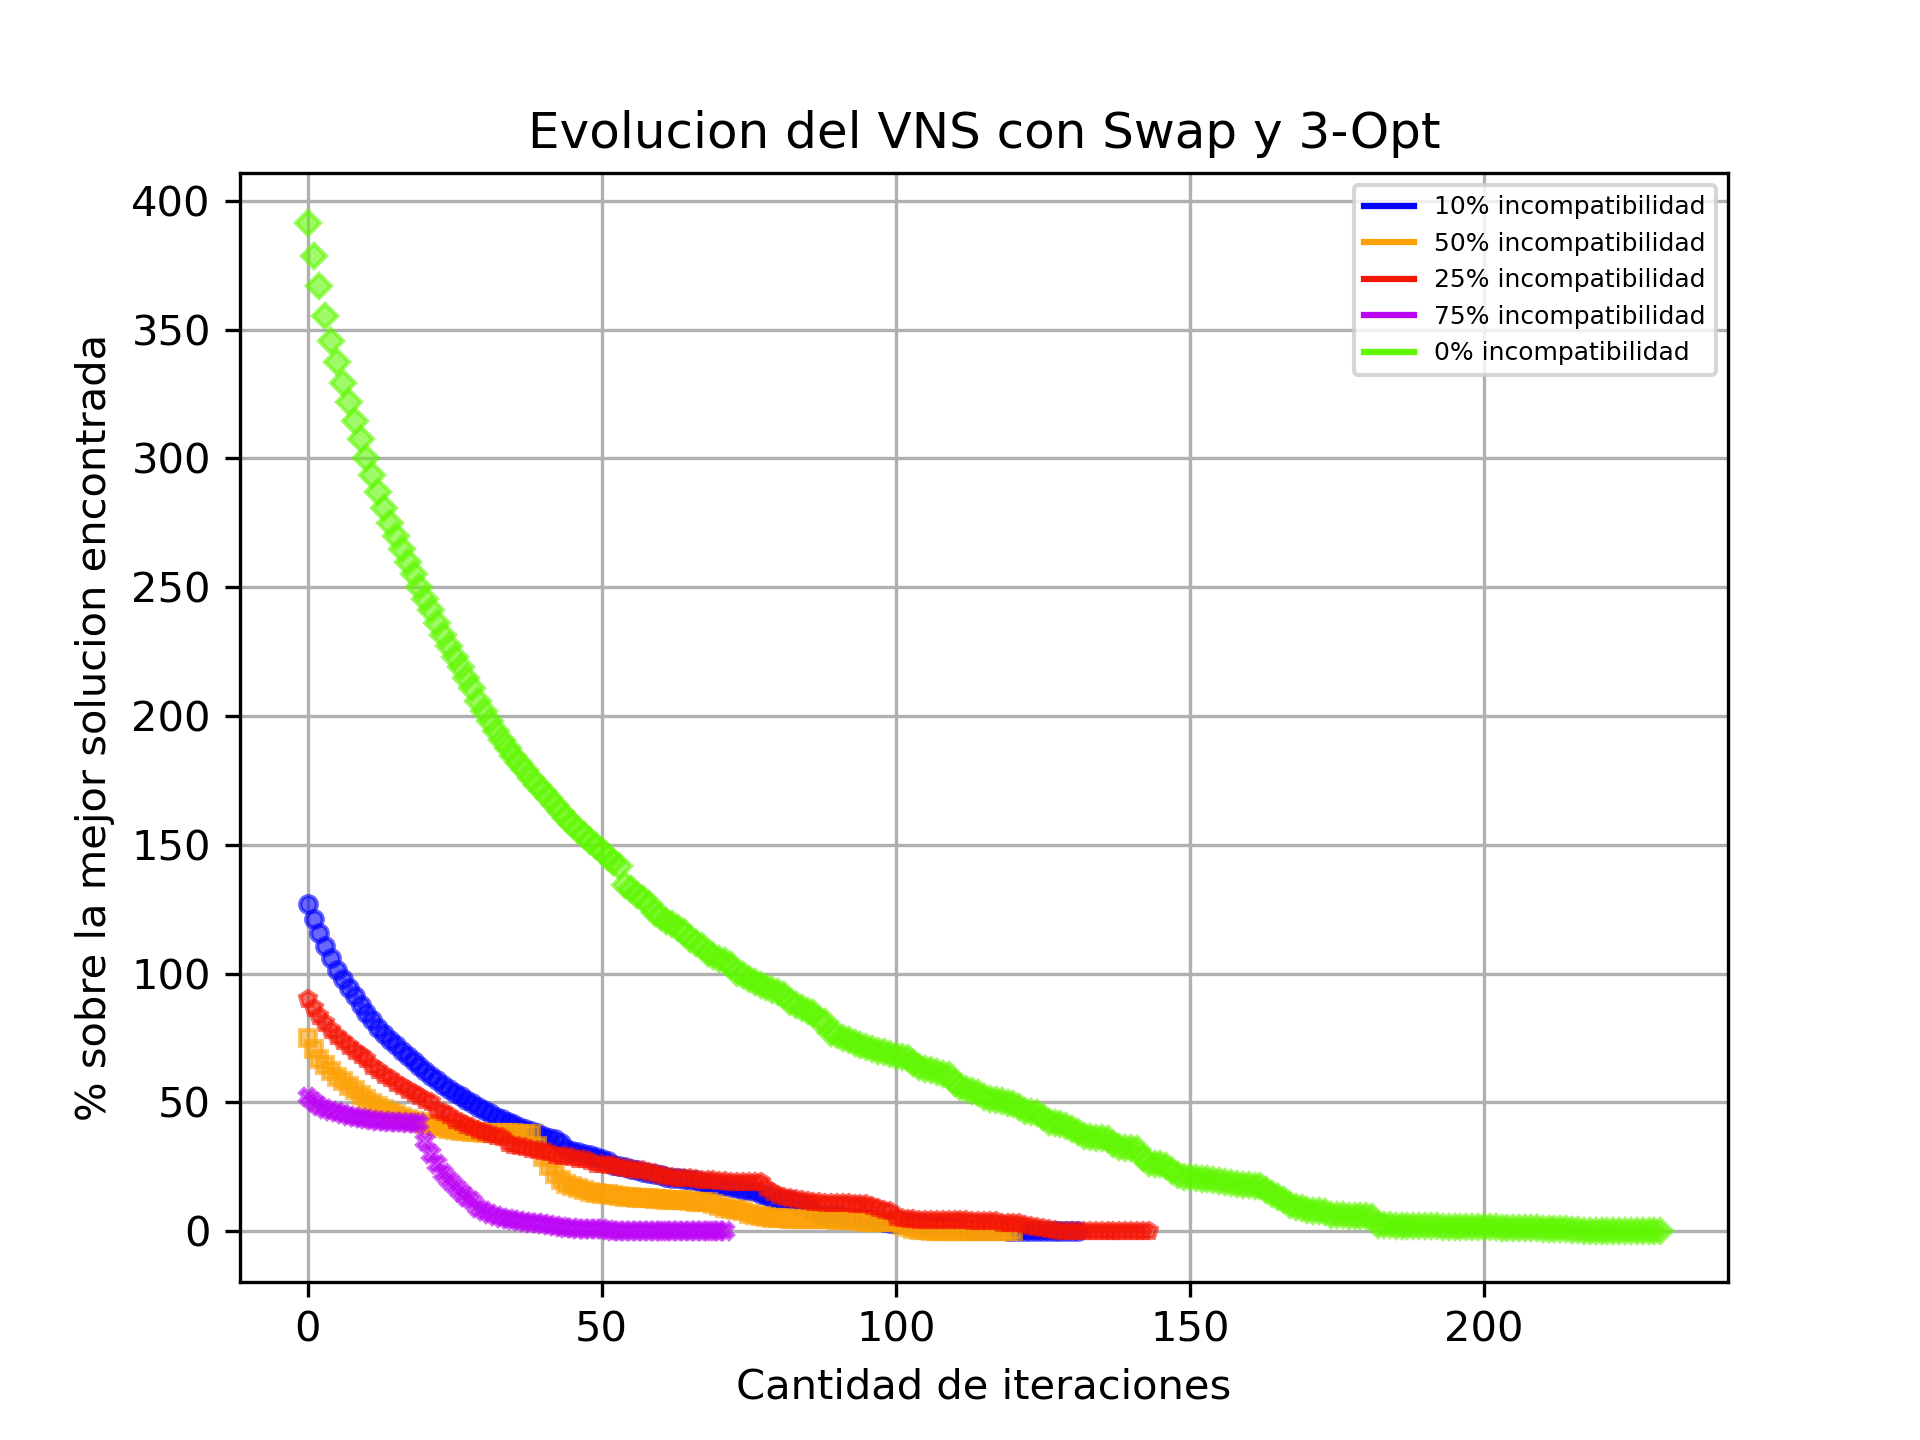 Evolucion del VNS con Swap y 3-Opt
% sobre la mejor solucion encontrada
400
350
300
250
200
150
100
50
0
10% incompatibilidad
50% incompatibilidad
25% incompatibilidad
75% incompatibilidad
0% incompatibilidad
0 50 100 150 200
Cantidad de iteraciones